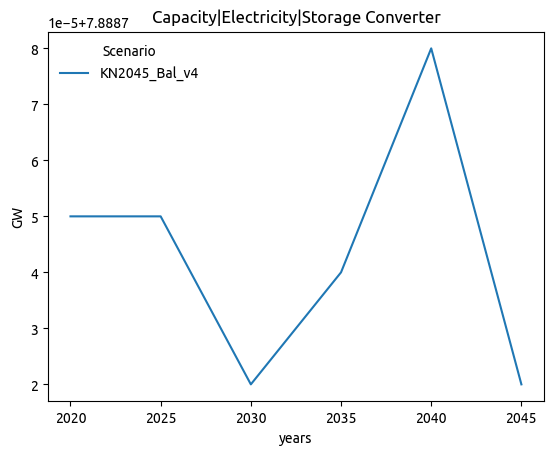 Capacity|Electricity|Storage Converter
1e−5+7.8887
Scenario
KN2045_Bal_v4
8
7
6
5
4
3
2
GW
2020 2025 2030 2035 2040 2045
years